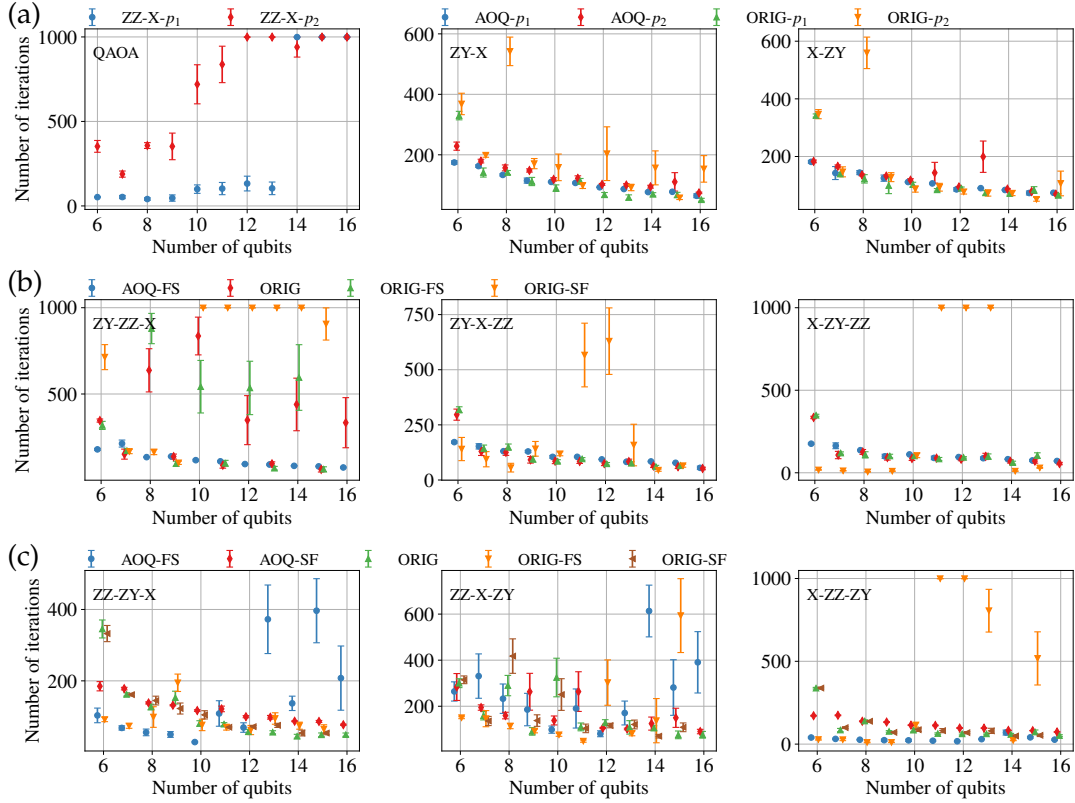 (a)
ZZ-X-p₁ ZZ-X-p₂ AOQ-p₁ AOQ-p₂ ORIG-p₁ ORIG-p₂
QAOA
Number of iterations
1000
500
0
6 8 10 12 14 16
Number of qubits
ZY-X
600
400
200
6 8 10 12 14 16
Number of qubits
X-ZY
600
400
200
0
6 8 10 12 14 16
Number of qubits
(b)
AOQ-FS ORIG ORIG-FS ORIG-SF
ZY-ZZ-X
Number of iterations
1000
500
6 8 10 12 14 16
Number of qubits
ZY-X-ZZ
750
500
250
0
6 8 10 12 14 16
Number of qubits
X-ZY-ZZ
1000
500
0
6 8 10 12 14 16
Number of qubits
(c)
AOQ-FS AOQ-SF ORIG ORIG-FS ORIG-SF
ZZ-ZY-X
Number of iterations
400
200
0
6 8 10 12 14 16
Number of qubits
ZZ-X-ZY
600
400
200
0
6 8 10 12 14 16
Number of qubits
X-ZZ-ZY
1000
500
0
6 8 10 12 14 16
Number of qubits